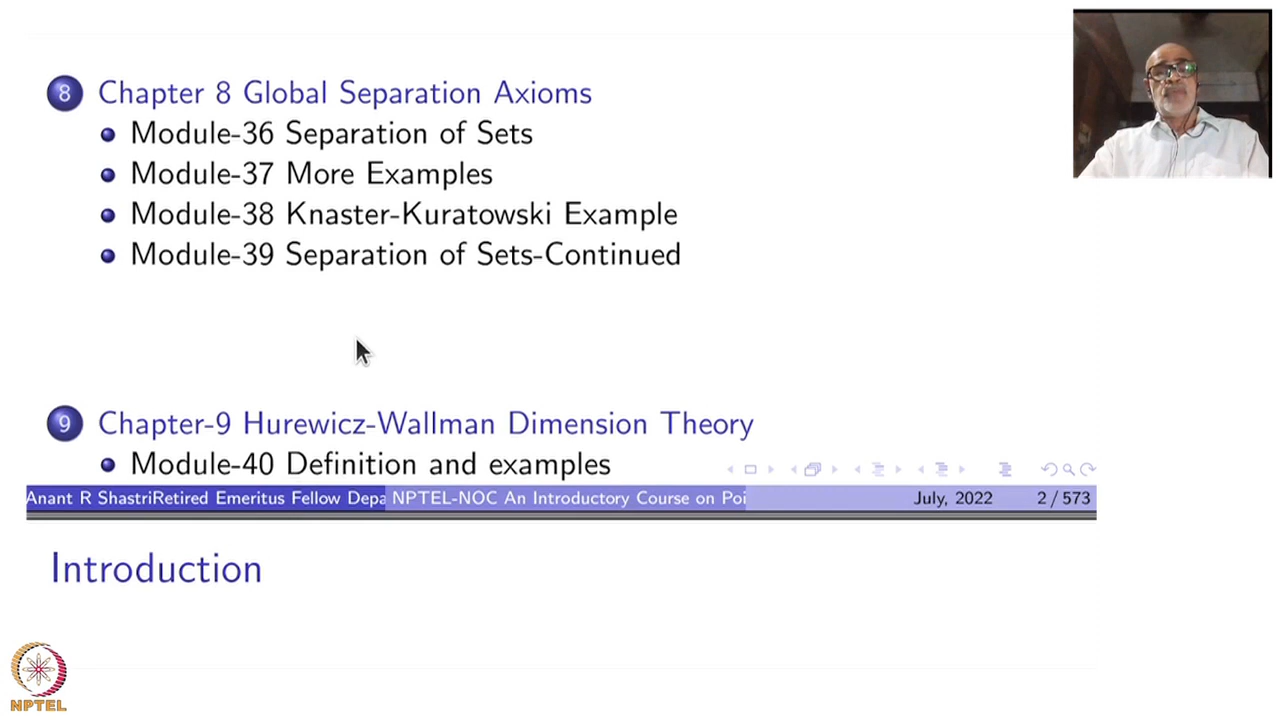 8 Chapter 8 Global Separation Axioms
Module-36 Separation of Sets
Module-37 More Examples
Module-38 Knaster-Kuratowski Example
Module-39 Separation of Sets-Continued
9 Chapter-9 Hurewicz-Wallman Dimension Theory
Module-40 Definition and examples
Anant R ShastriRetired Emeritus Fellow Depa NPTEL-NOC An Introductory Course on Poi July, 2022 2 / 573
Introduction
NPTEL